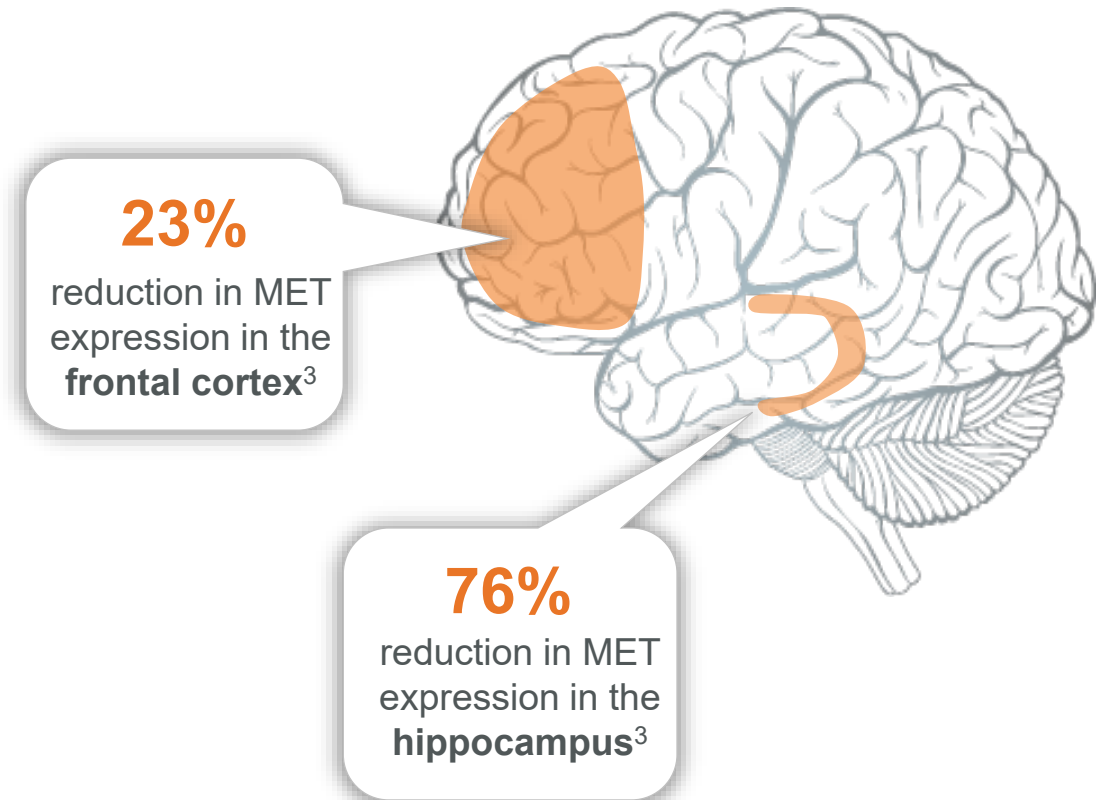 23%
reduction in MET
expression in the
frontal cortex³
76%
reduction in MET
expression in the
hippocampus³